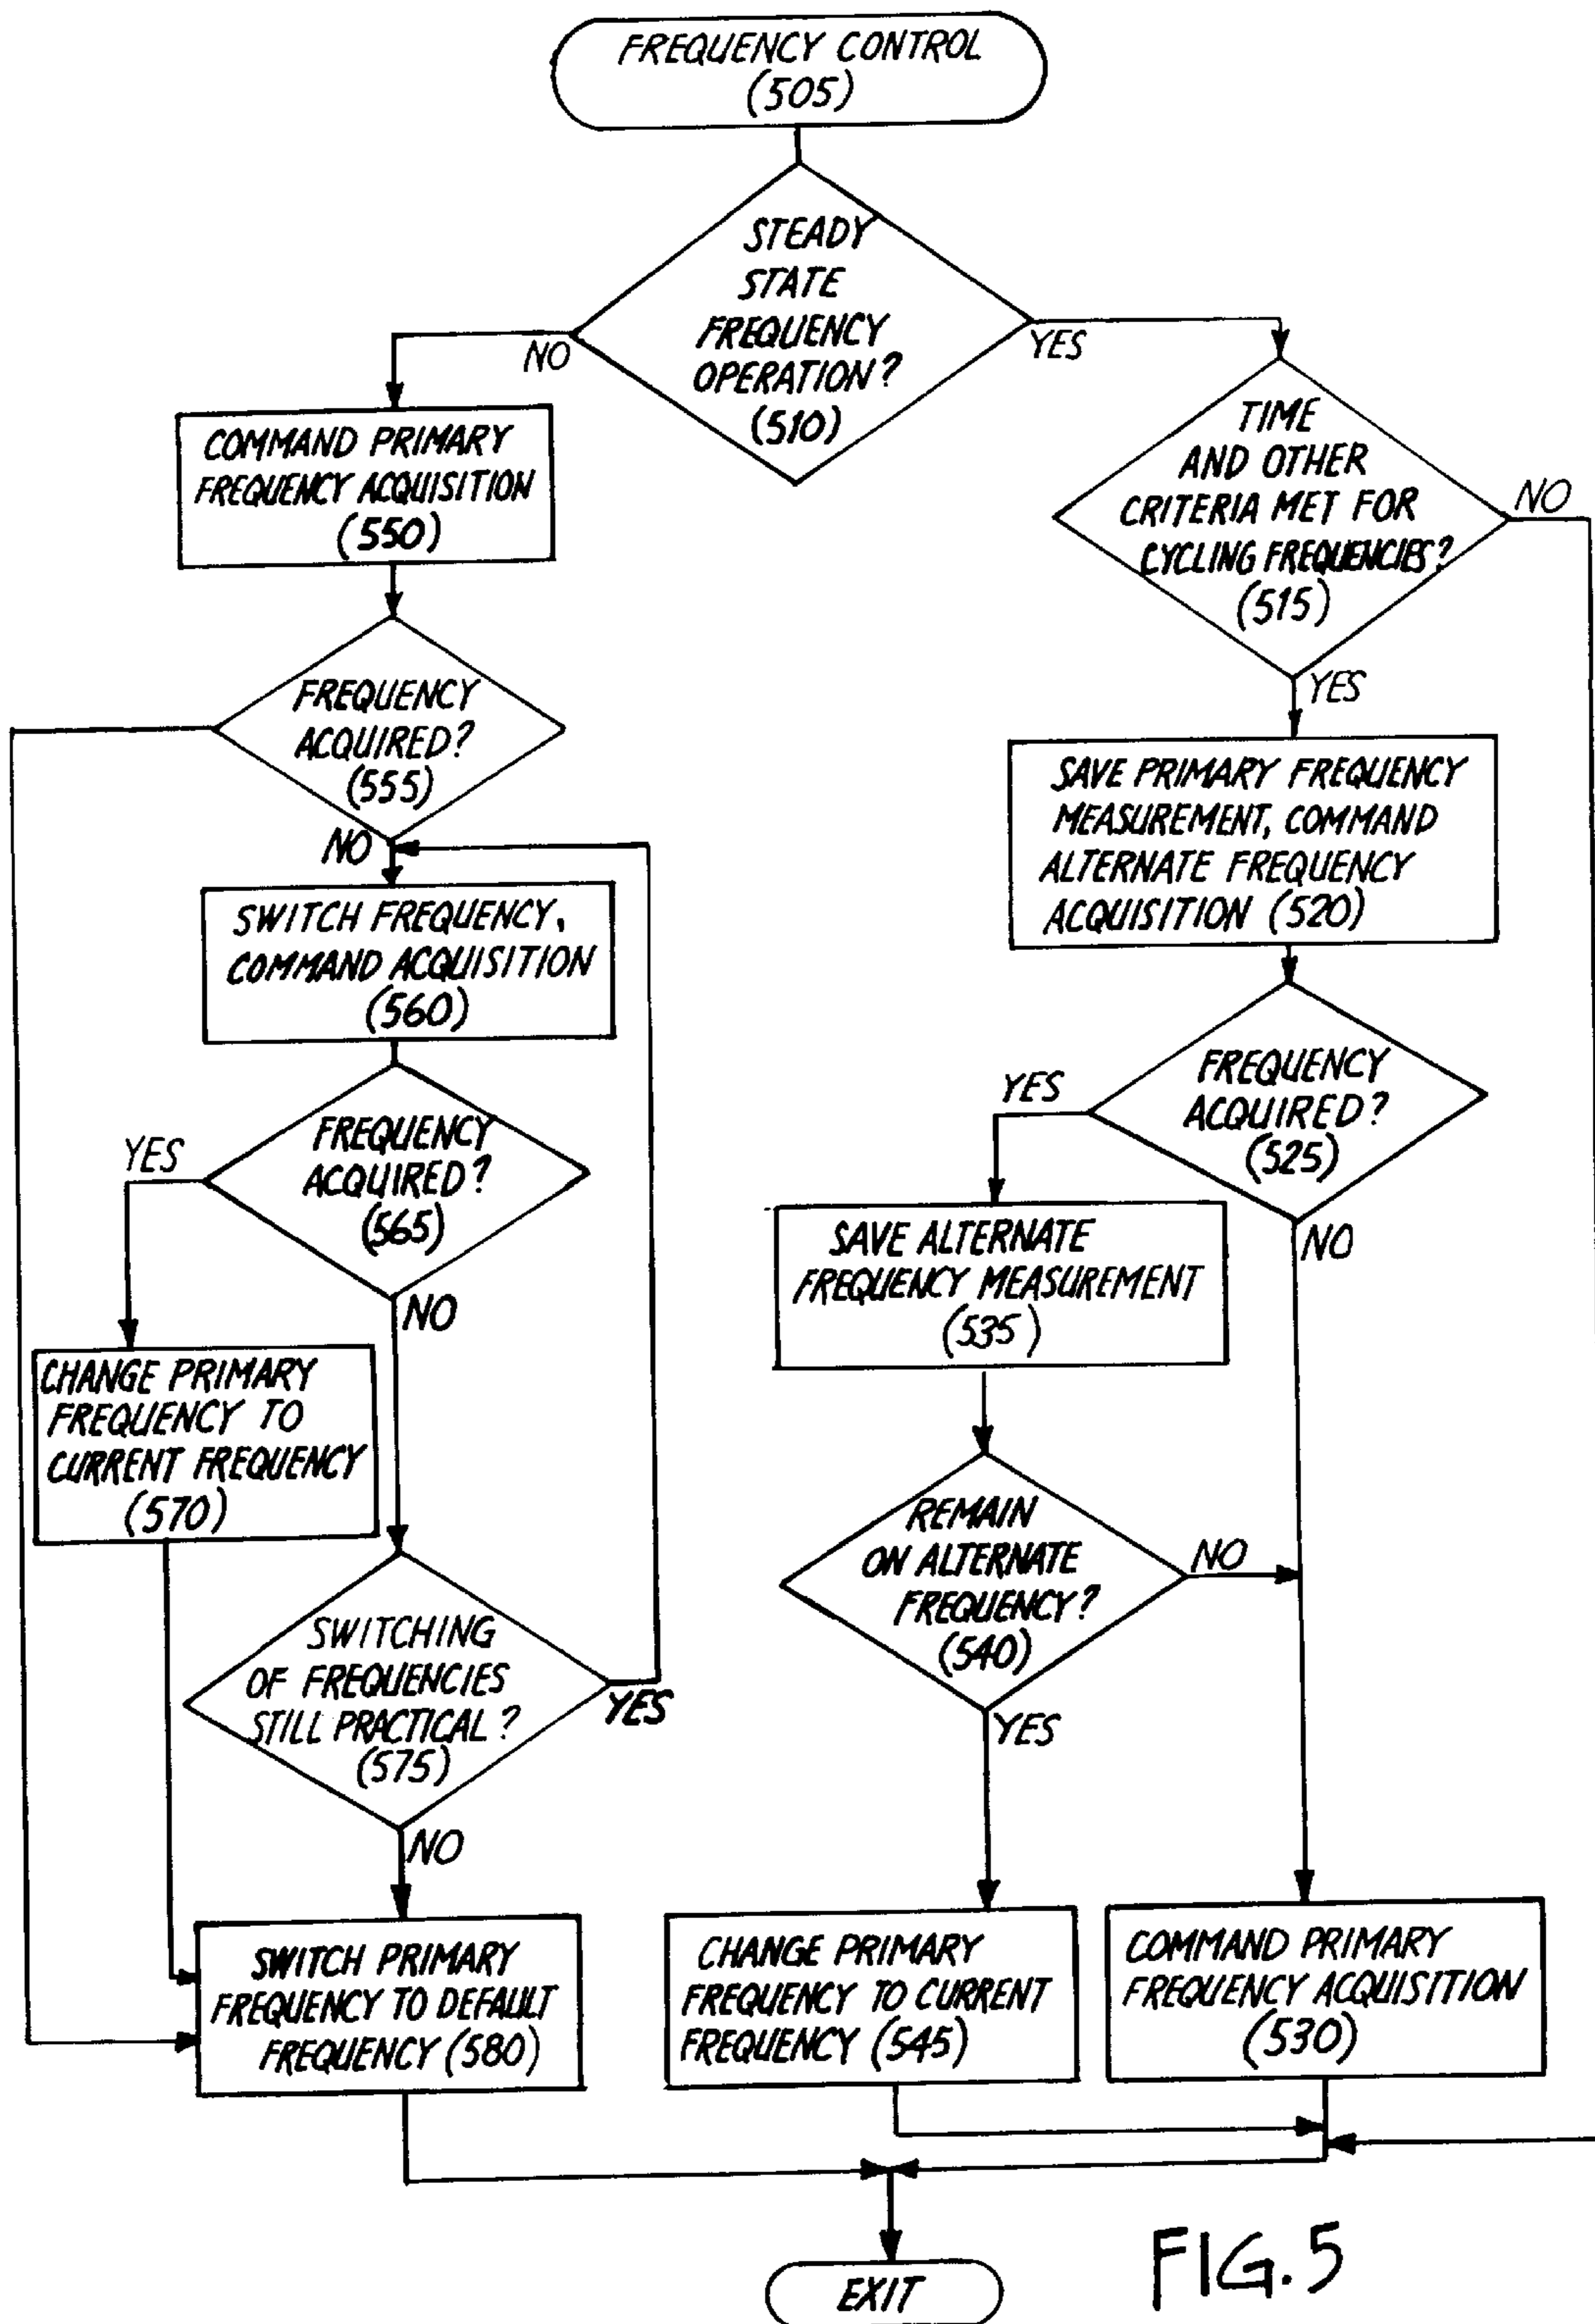 FREQUENCY CONTROL
(505)
STEADY
STATE
FREQUENCY
OPERATION?
(510)
NO
YES
COMMAND PRIMARY
FREQUENCY ACQUISITION
(550)
TIME
AND OTHER
CRITERIA MET FOR
CYCLING FREQUENCIES?
(515)
NO
YES
FREQUENCY
ACQUIRED?
(555)
NO
SAVE PRIMARY FREQUENCY
MEASUREMENT, COMMAND
ALTERNATE FREQUENCY
ACQUISITION (520)
SWITCH FREQUENCY,
COMMAND ACQUISITION
(560)
FREQUENCY
ACQUIRED?
(525)
YES
NO
FREQUENCY
ACQUIRED?
(565)
YES
NO
SAVE ALTERNATE
FREQUENCY MEASUREMENT
(535)
CHANGE PRIMARY
FREQUENCY TO
CURRENT FREQUENCY
(570)
REMAIN
ON ALTERNATE
FREQUENCY?
(540)
NO
YES
SWITCHING
OF FREQUENCIES
STILL PRACTICAL?
(575)
YES
NO
SWITCH PRIMARY
FREQUENCY TO DEFAULT
FREQUENCY (580)
CHANGE PRIMARY
FREQUENCY TO CURRENT
FREQUENCY (545)
COMMAND PRIMARY
FREQUENCY ACQUISITION
(530)
EXIT
FIG. 5